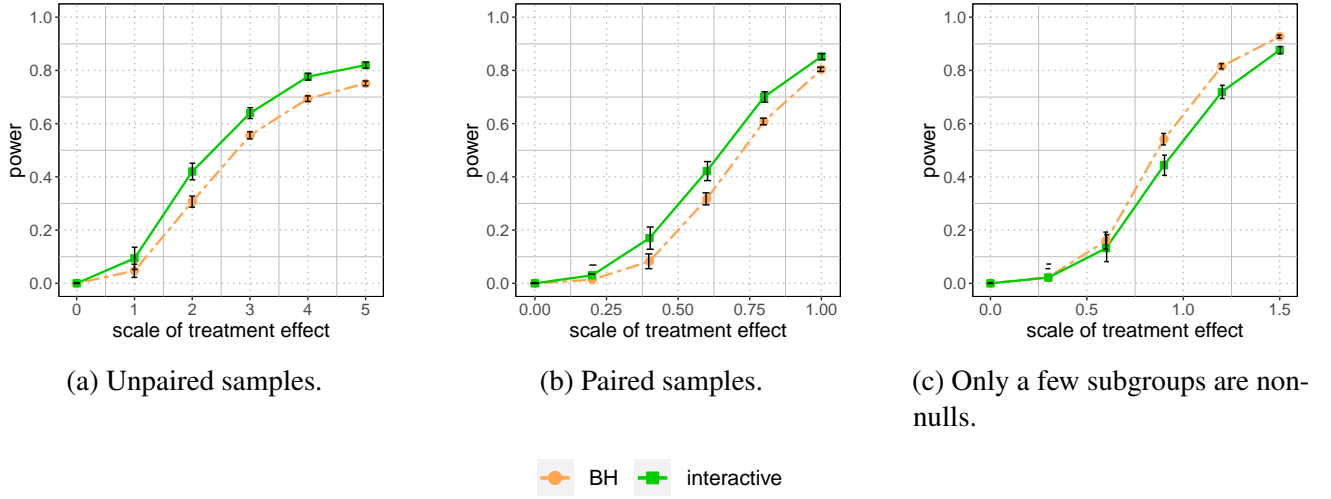 1.0
0.8
0.6
0.4
0.2
0.0
power
0 1 2 3 4 5
scale of treatment effect
(a) Unpaired samples.
1.0
0.8
0.6
0.4
0.2
0.0
power
0.00 0.25 0.50 0.75 1.00
scale of treatment effect
(b) Paired samples.
1.0
0.8
0.6
0.4
0.2
0.0
power
0.0 0.5 1.0 1.5
scale of treatment effect
(c) Only a few subgroups are non-
nulls.
BH interactive